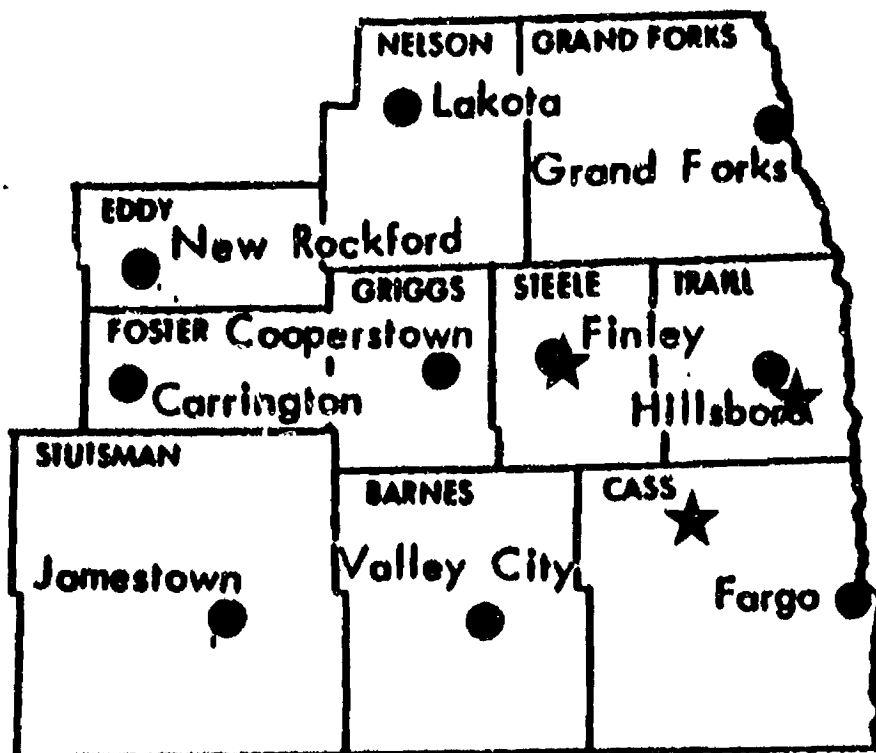 NELSON
GRAND FORKS
Lakota
Grand Forks
EDDY
New Rockford
GRIGGS
STEELE
TRAILL
FOSTER
Cooperstown
Finley
Carrington
Hillsboro
STUTSMAN
BARNES
CASS
Jamestown
Valley City
Fargo